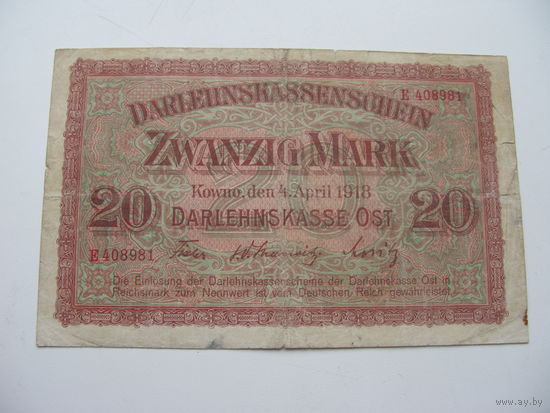 DARLEHNSKASSENSCHEIN
E 408981
ZWANZIG MARK
Kowno, den 4. April 1918
20 DARLEHNSKASSE OST. 20
E 408981
Die Einlösung der Darlehnskassenscheine der Darlehnskasse Ost in
Reichsmark zum Nennwert ist vom Deutschen Reich gewährleistet.
www.ay.by